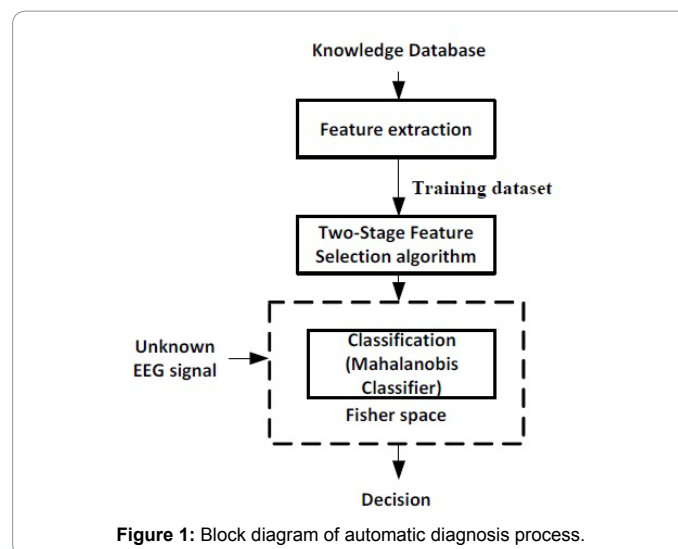 Knowledge Database
Feature extraction
Training dataset
Two-Stage Feature
Selection algorithm
Unknown
EEG signal
Classification
(Mahalanobis
Classifier)
Fisher space
Decision
Figure 1: Block diagram of automatic diagnosis process.